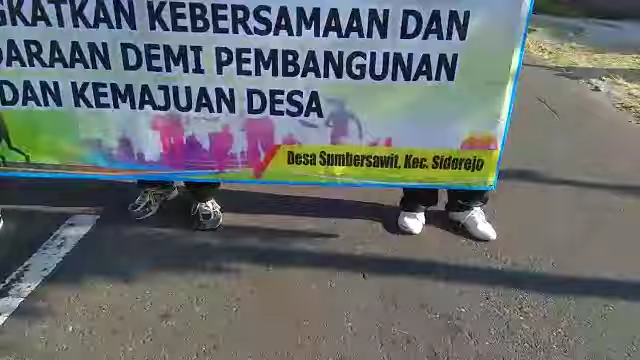 GKATKAN KEBERSAMAAN DAN
DARAAN DEMI PEMBANGUNAN
DAN KEMAJUAN DESA
Desa Sumbersawit, Kec. Sidorejo